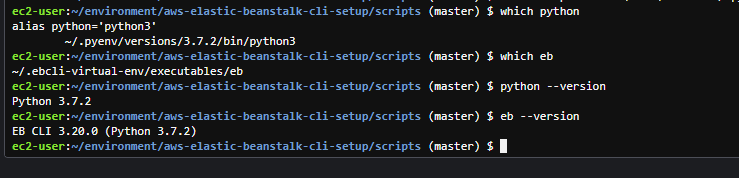 ec2-user:~/environment/aws-elastic-beanstalk-cli-setup/scripts (master) $ which python
alias python='python3'
        ~/.pyenv/versions/3.7.2/bin/python3
ec2-user:~/environment/aws-elastic-beanstalk-cli-setup/scripts (master) $ which eb
~/.ebcli-virtual-env/executables/eb
ec2-user:~/environment/aws-elastic-beanstalk-cli-setup/scripts (master) $ python --version
Python 3.7.2
ec2-user:~/environment/aws-elastic-beanstalk-cli-setup/scripts (master) $ eb --version
EB CLI 3.20.0 (Python 3.7.2)
ec2-user:~/environment/aws-elastic-beanstalk-cli-setup/scripts (master) $